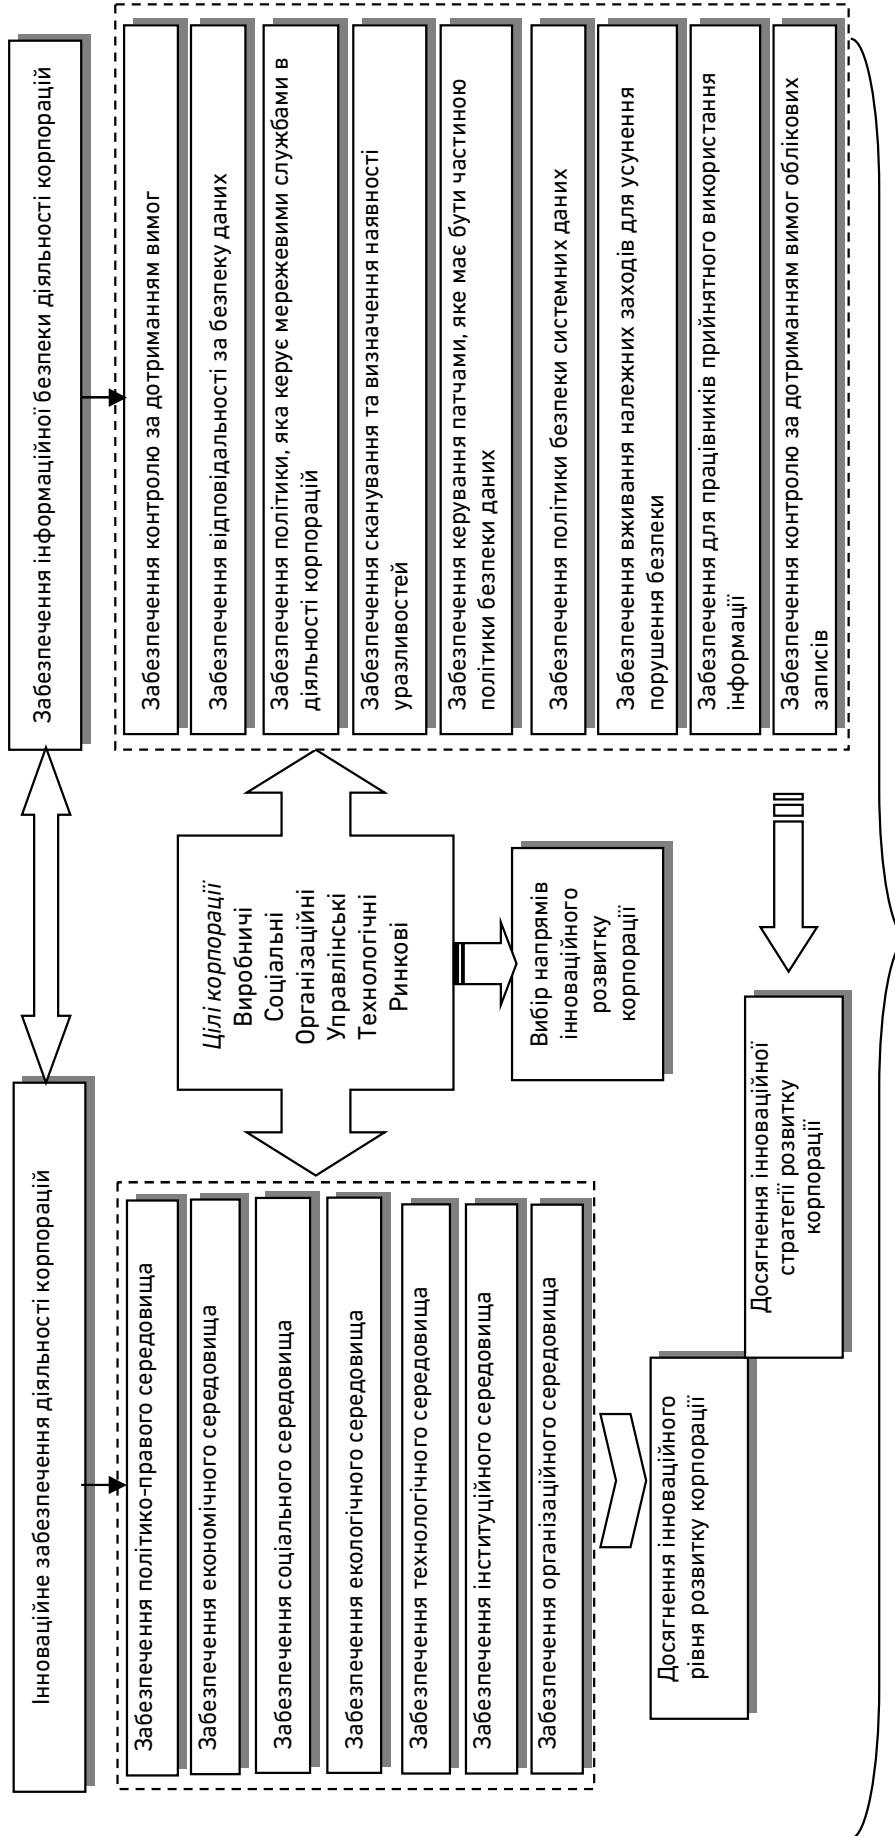 Інноваційне забезпечення діяльності корпорацій
Забезпечення інформаційної безпеки діяльності корпорацій
Забезпечення політико-правого середовища
Забезпечення економічного середовища
Забезпечення соціального середовища
Забезпечення екологічного середовища
Забезпечення технологічного середовища
Забезпечення інституційного середовища
Забезпечення організаційного середовища
Цілі корпорації
Виробничі
Соціальні
Організаційні
Управлінські
Технологічні
Ринкові
Вибір напрямів
інноваційного
розвитку
корпорації
Забезпечення контролю за дотриманням вимог
Забезпечення відповідальності за безпеку даних
Забезпечення політики, яка керує мережевими службами в
діяльності корпорацій
Забезпечення сканування та визначення наявності
уразливостей
Забезпечення керування патчами, яке має бути частиною
політики безпеки даних
Забезпечення політики безпеки системних даних
Забезпечення вживання належних заходів для усунення
порушення безпеки
Забезпечення для працівників прийнятного використання
інформації
Забезпечення контролю за дотриманням вимог облікових
записів
Досягнення інноваційного
рівня розвитку корпорації
Досягнення інноваційної
стратегії розвитку
корпорації